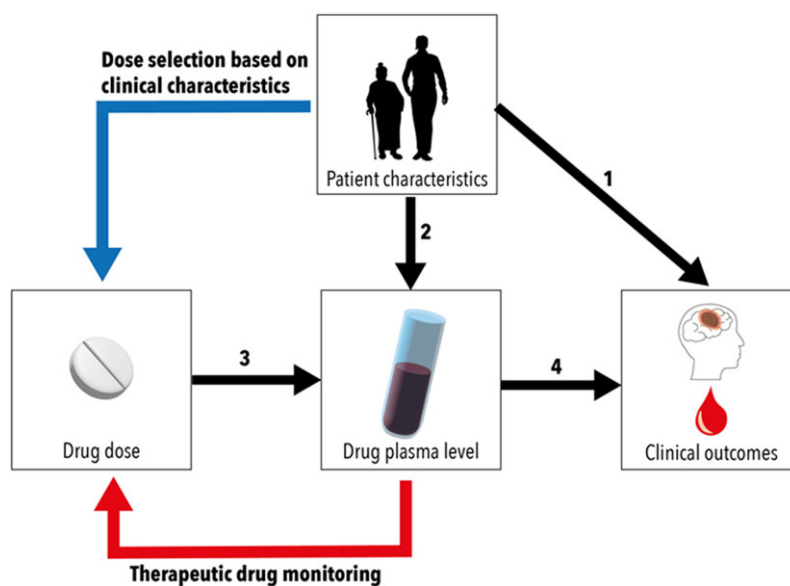 Dose selection based on
clinical characteristics
Patient characteristics
1
2
3
4
Drug dose
Drug plasma level
Clinical outcomes
Therapeutic drug monitoring